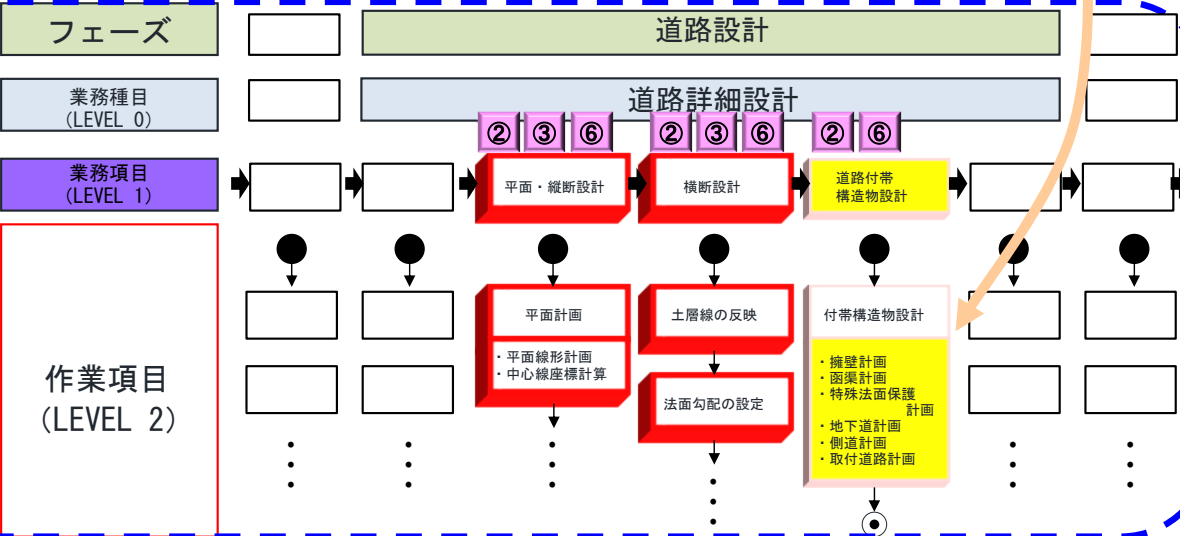 フェーズ
道路設計
業務種目
(LEVEL 0)
道路詳細設計
② ③ ⑥
② ③ ⑥
② ⑥
業務項目
(LEVEL 1)
平面・縦断設計
横断設計
道路付帯
構造物設計
作業項目
(LEVEL 2)
平面計画
・平面線形計画
・中心線座標計算
土層線の反映
法面勾配の設定
付帯構造物設計
・擁壁計画
・函渠計画
・特殊法面保護
計画
・地下道計画
・側道計画
・取付道路計画